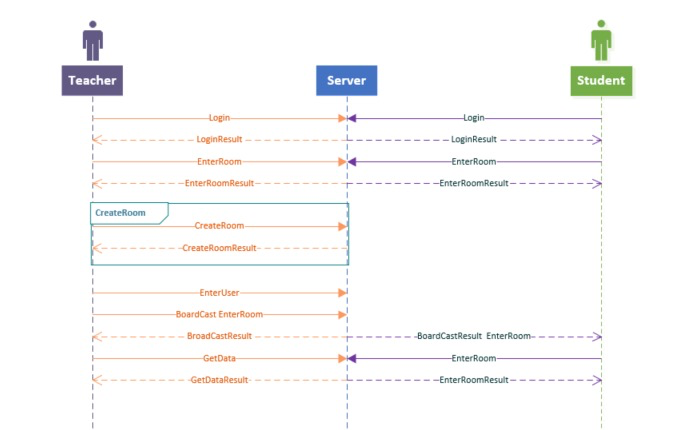 Teacher
Server
Student
Login
Login
LoginResult
LoginResult
EnterRoom
EnterRoom
EnterRoomResult
EnterRoomResult
CreateRoom
CreateRoom
CreateRoomResult
EnterUser
BoardCast EnterRoom
BroadCastResult
BoardCastResult EnterRoom
GetData
EnterRoom
GetDataResult
EnterRoomResult